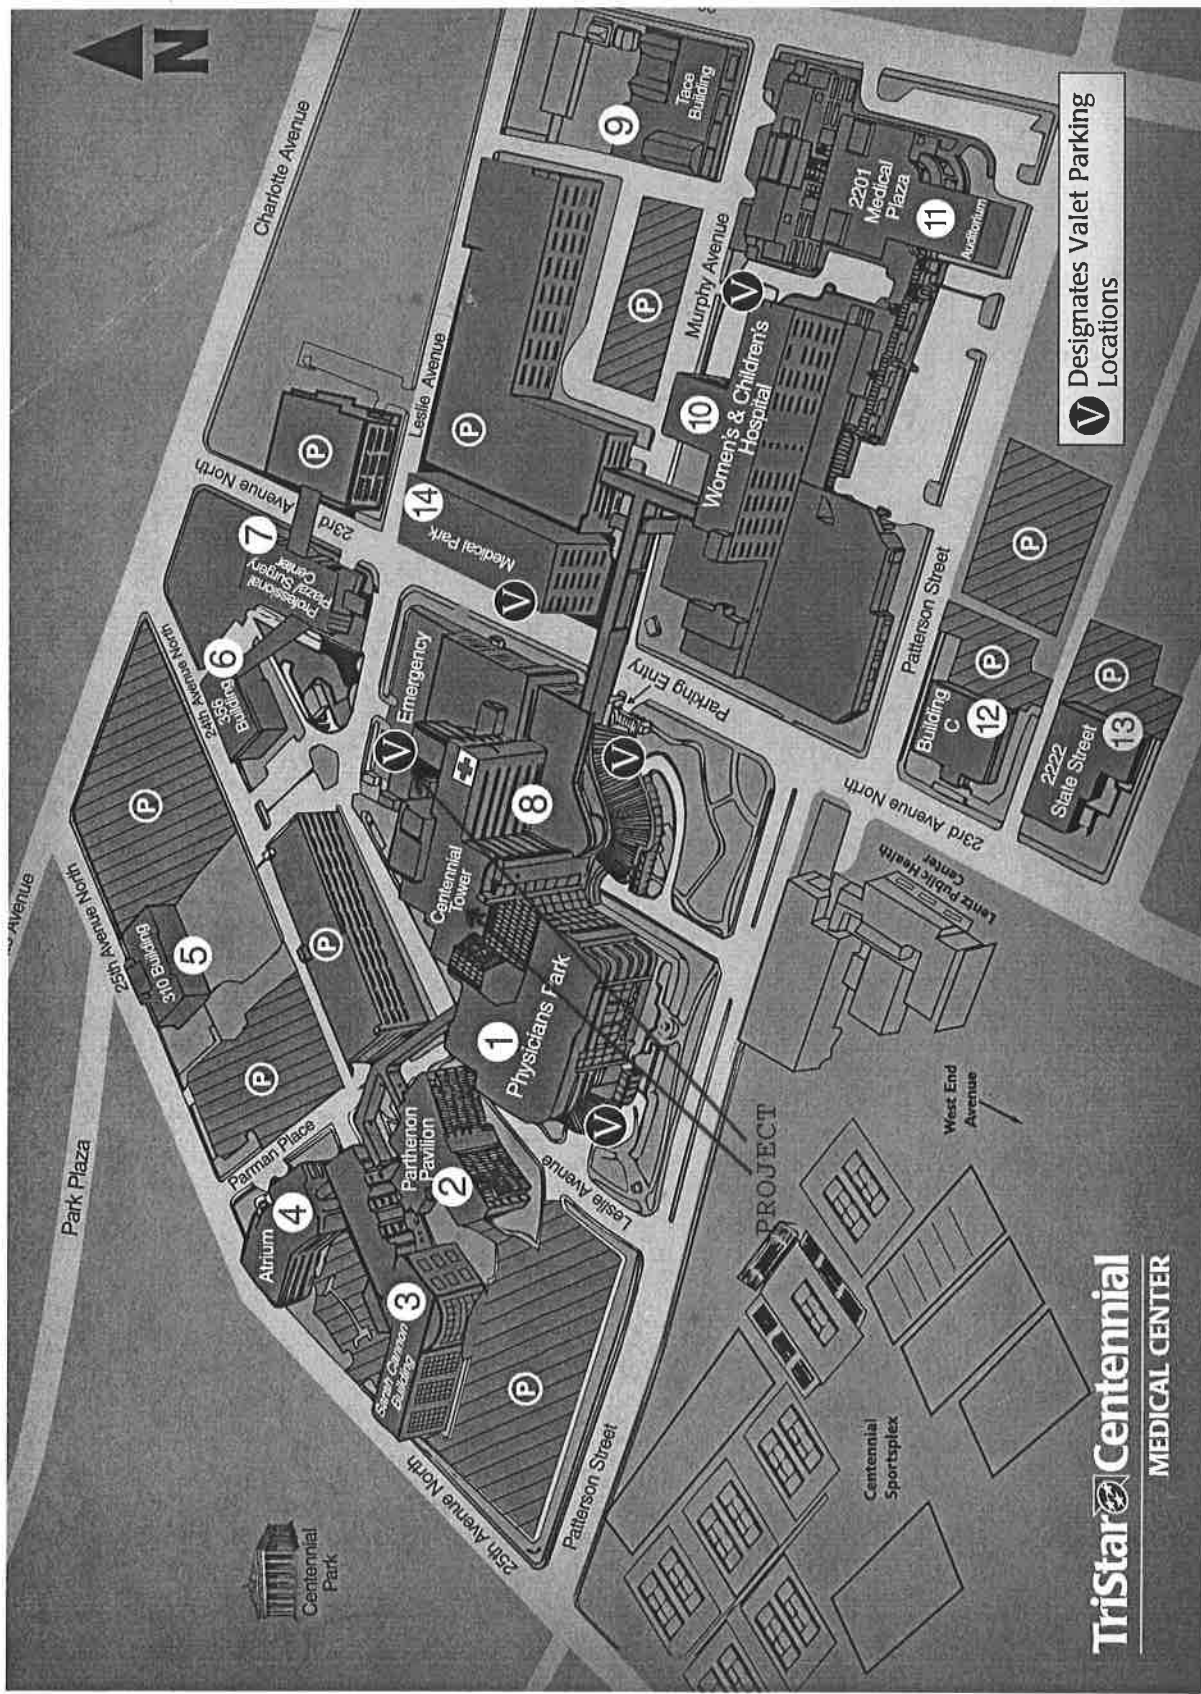 N
Charlotte Avenue
Park Plaza
25th Avenue North
24th Avenue North
23rd
Avenue North
Leslie Avenue
P
7
Professional
Plaza/Surgery
Center
6
356
Building
P
310 Building
5
P
P
Parman Place
Atrium
4
Sarah Cannon
Building
3
Parthenon
Pavilion
2
P
25th Avenue North
Centennial
Park
Leslie Avenue
V
1
Physicians Park
Centennial
Tower
8
V
Emergency
V
V
14
Medical Park
P
P
9
Tace
Building
Murphy Avenue
V
10
Women's & Children's
Hospital
2201
Medical
Plaza
11
Auditorium
Parking Entry
Patterson Street
Patterson Street
P
P
P
Building
C
12
2222
State Street
13
23rd Avenue North
Lentz Public Health
Center
West End
Avenue
PROJECT
Centennial
Sportsplex
V Designates Valet Parking
Locations
TriStar Centennial
MEDICAL CENTER